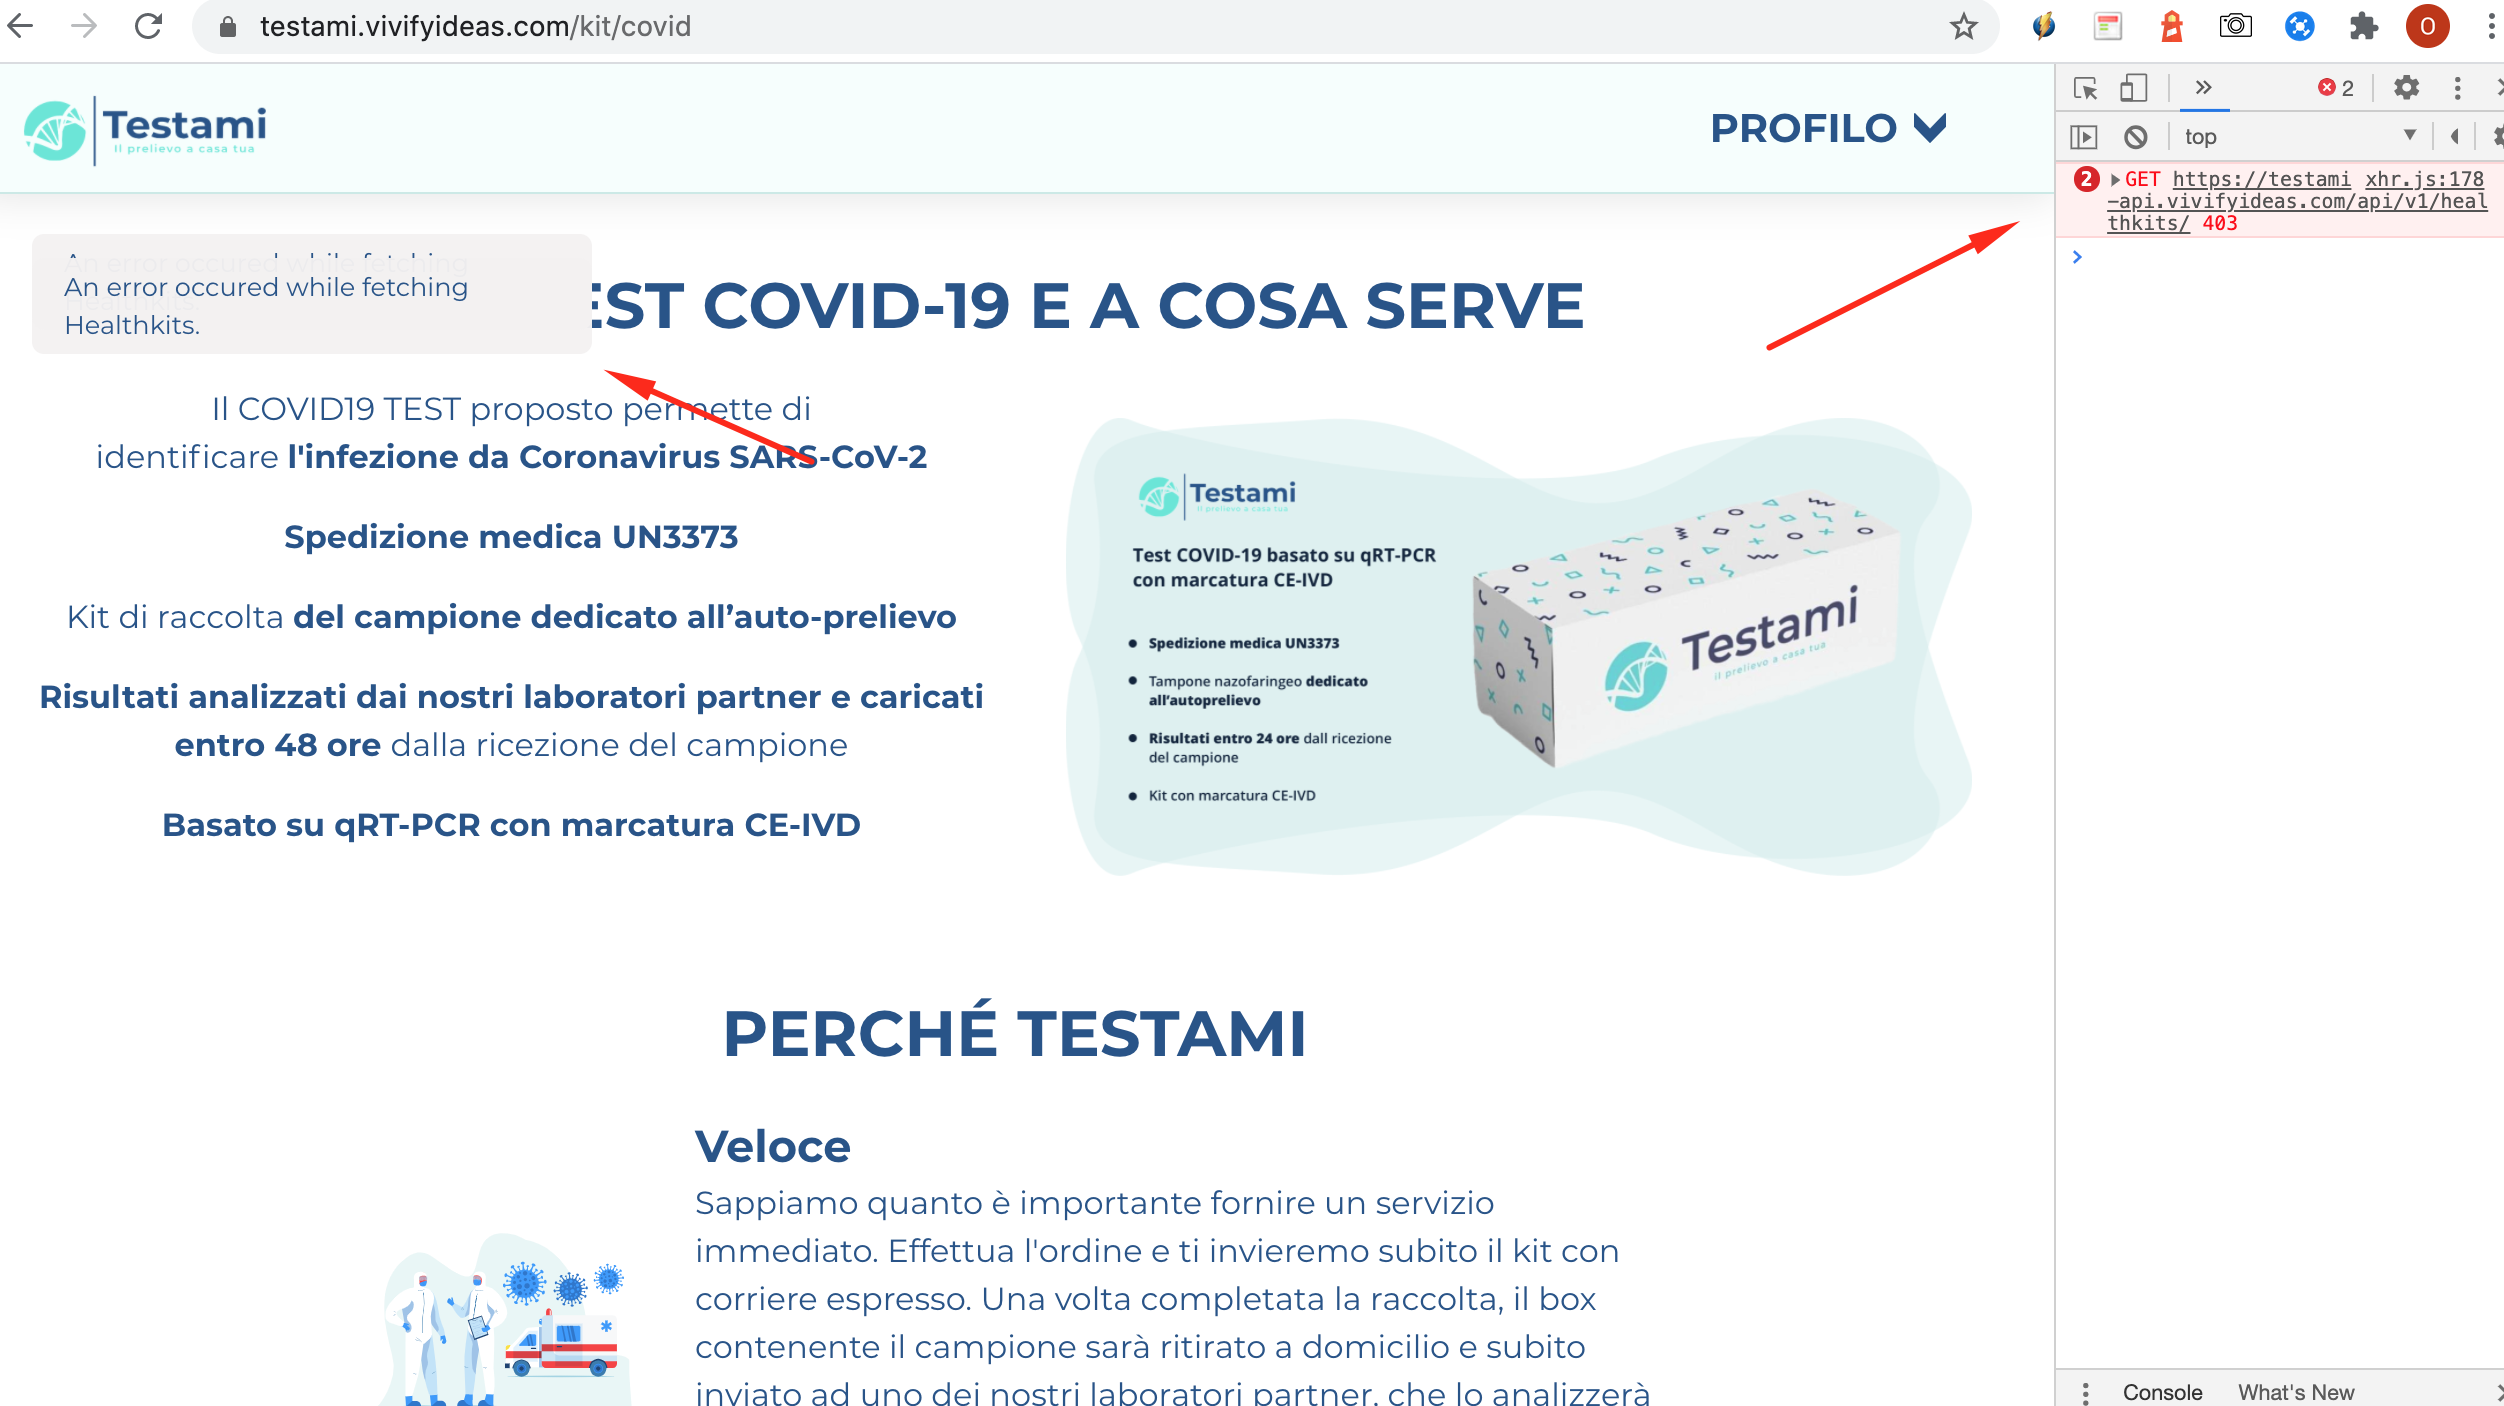 testami.vivifyideas.com/kit/covid
O
Testami
Il prelievo a casa tua
PROFILO
2
top
2 GET https://testami xhr.js:178
-api.vivifyideas.com/api/v1/heal
thkits/ 403
An error occured while fetching
An error occured while fetching
Healthkits.
Healthkits.
EST COVID-19 E A COSA SERVE
Il COVID19 TEST proposto permette di
identificare l'infezione da Coronavirus SARS-CoV-2
Spedizione medica UN3373
Kit di raccolta del campione dedicato all’auto-prelievo
Risultati analizzati dai nostri laboratori partner e caricati
entro 48 ore dalla ricezione del campione
Basato su qRT-PCR con marcatura CE-IVD
Testami
Il prelievo a casa tua
Test COVID-19 basato su qRT-PCR
con marcatura CE-IVD
Spedizione medica UN3373
Tampone nazofaringeo dedicato
all’autoprelievo
Risultati entro 24 ore dall ricezione
del campione
Kit con marcatura CE-IVD
Testami
il prelievo a casa tua
PERCHÉ TESTAMI
Veloce
Sappiamo quanto è importante fornire un servizio
immediato. Effettua l'ordine e ti invieremo subito il kit con
corriere espresso. Una volta completata la raccolta, il box
contenente il campione sarà ritirato a domicilio e subito
inviato ad uno dei nostri laboratori partner, che lo analizzerà
Console What's New